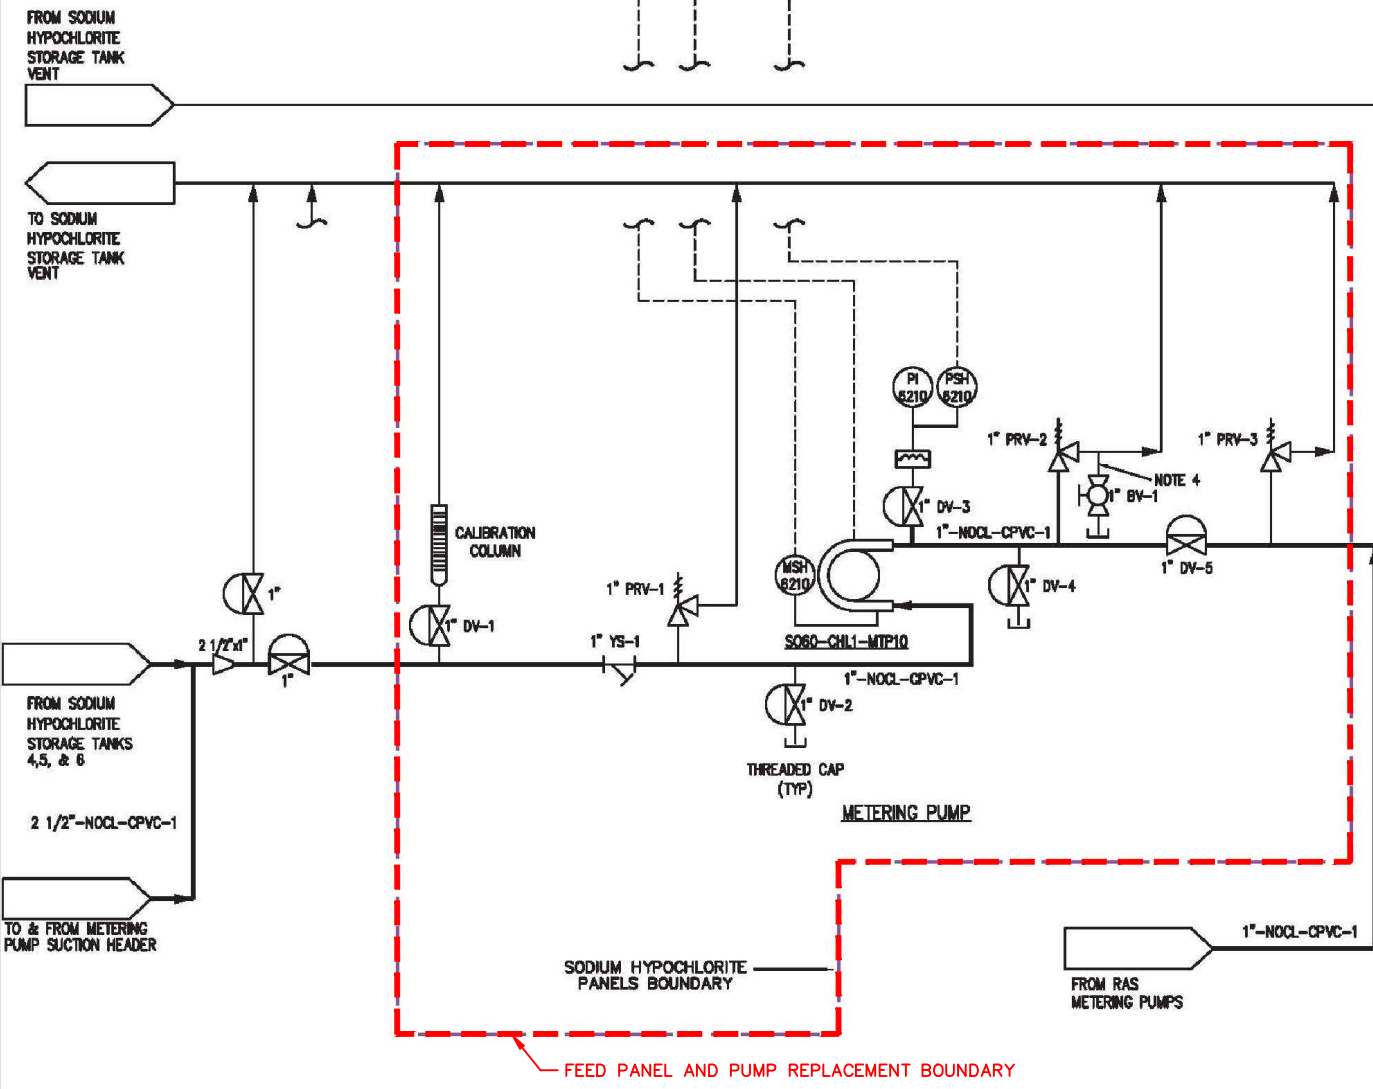 FROM SODIUM
HYPOCHLORITE
STORAGE TANK
VENT
TO SODIUM
HYPOCHLORITE
STORAGE TANK
VENT
PI
6210
PSH
6210
1" PRV-2
1" PRV-3
NOTE 4
1" BV-1
1" DV-3
1"-NOCL-CPVC-1
CALIBRATION
COLUMN
MSH
6210
1" DV-5
1" DV-4
1" PRV-1
1"
1" DV-1
1" YS-1
S060-CHL1-MTP10
2 1/2"x1"
1"
1"-NOCL-CPVC-1
1" DV-2
FROM SODIUM
HYPOCHLORITE
STORAGE TANKS
4,5, & 6
THREADED CAP
(TYP)
METERING PUMP
2 1/2"-NOCL-CPVC-1
TO & FROM METERING
PUMP SUCTION HEADER
1"-NOCL-CPVC-1
SODIUM HYPOCHLORITE
PANELS BOUNDARY
FROM RAS
METERING PUMPS
FEED PANEL AND PUMP REPLACEMENT BOUNDARY